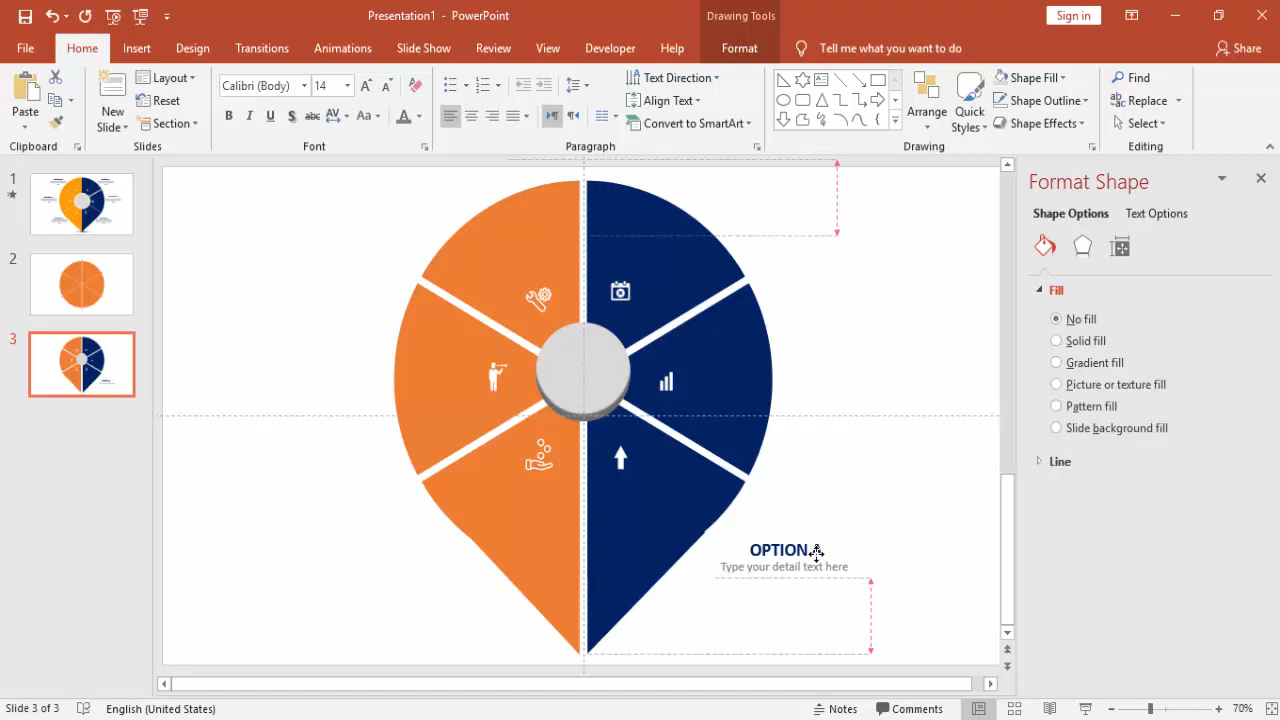 Presentation1 - PowerPoint
Drawing Tools
Sign in
File
Home
Insert
Design
Transitions
Animations
Slide Show
Review
View
Developer
Help
Format
Tell me what you want to do
Share
Paste
New
Slide
Layout
Reset
Section
Calibri (Body)
14
Text Direction
Align Text
Convert to SmartArt
Arrange
Quick
Styles
Shape Fill
Shape Outline
Shape Effects
Find
Replace
Select
Clipboard
Slides
Font
Paragraph
Drawing
Editing
1
2
3
OPTION
Type your detail text here
Format Shape
Shape Options
Text Options
Fill
No fill
Solid fill
Gradient fill
Picture or texture fill
Pattern fill
Slide background fill
Line
Slide 3 of 3
English (United States)
Notes
Comments
70%